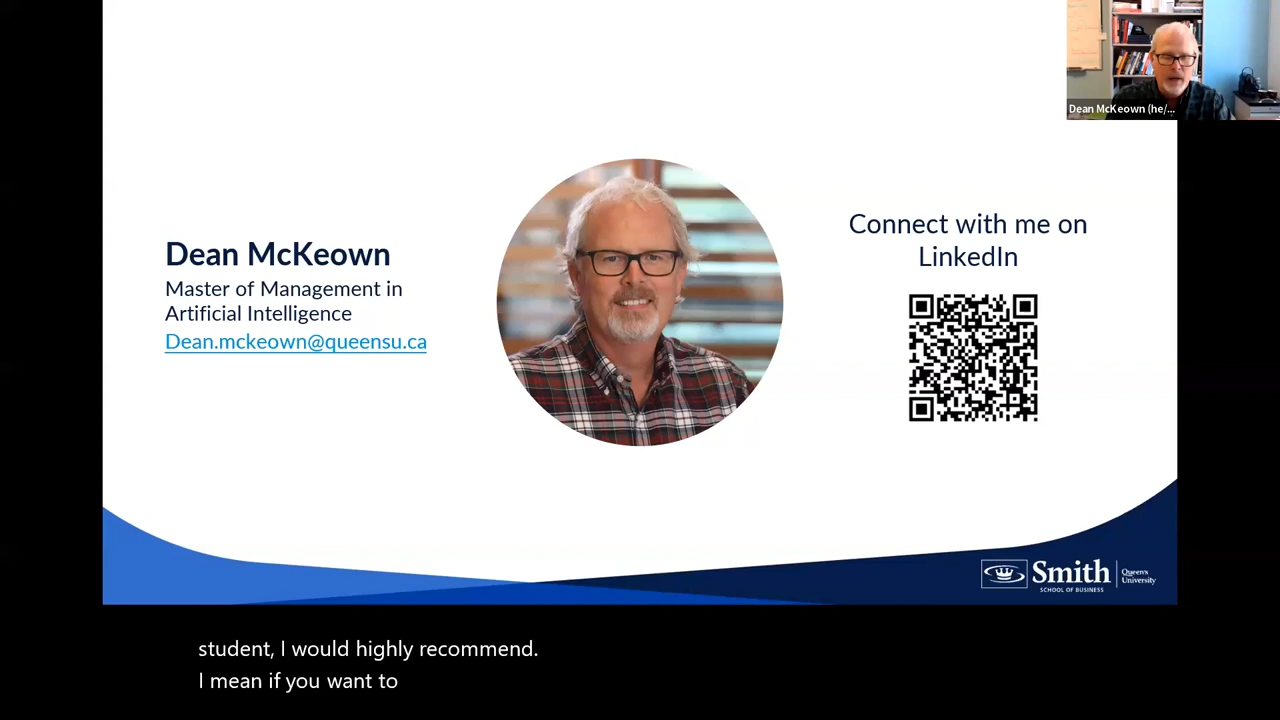 Dean McKeown (he/...
Dean McKeown
Master of Management in
Artificial Intelligence
Dean.mckeown@queensu.ca
Connect with me on
LinkedIn
Smith
SCHOOL OF BUSINESS
Queen's
University
student, I would highly recommend.
I mean if you want to